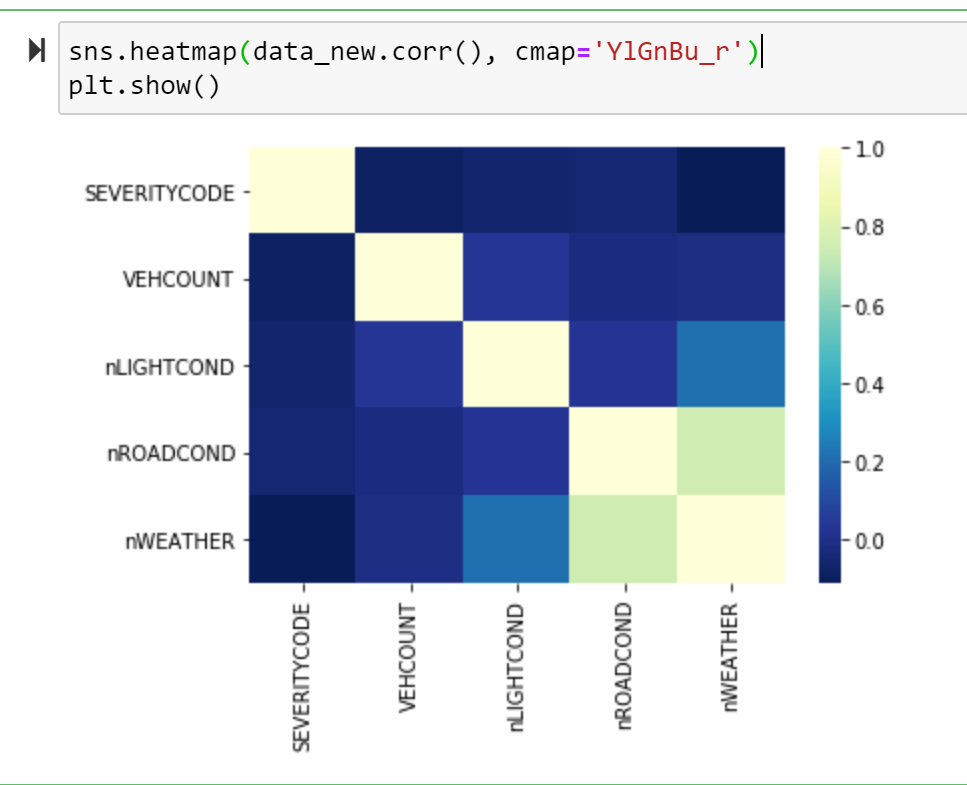 sns.heatmap(data_new.corr(), cmap='YlGnBu_r')
plt.show()
SEVERITYCODE
VEHCOUNT
nLIGHTCOND
nROADCOND
nWEATHER
1.0
0.8
0.6
0.4
0.2
0.0
SEVERITYCODE
VEHCOUNT
nLIGHTCOND
nROADCOND
nWEATHER